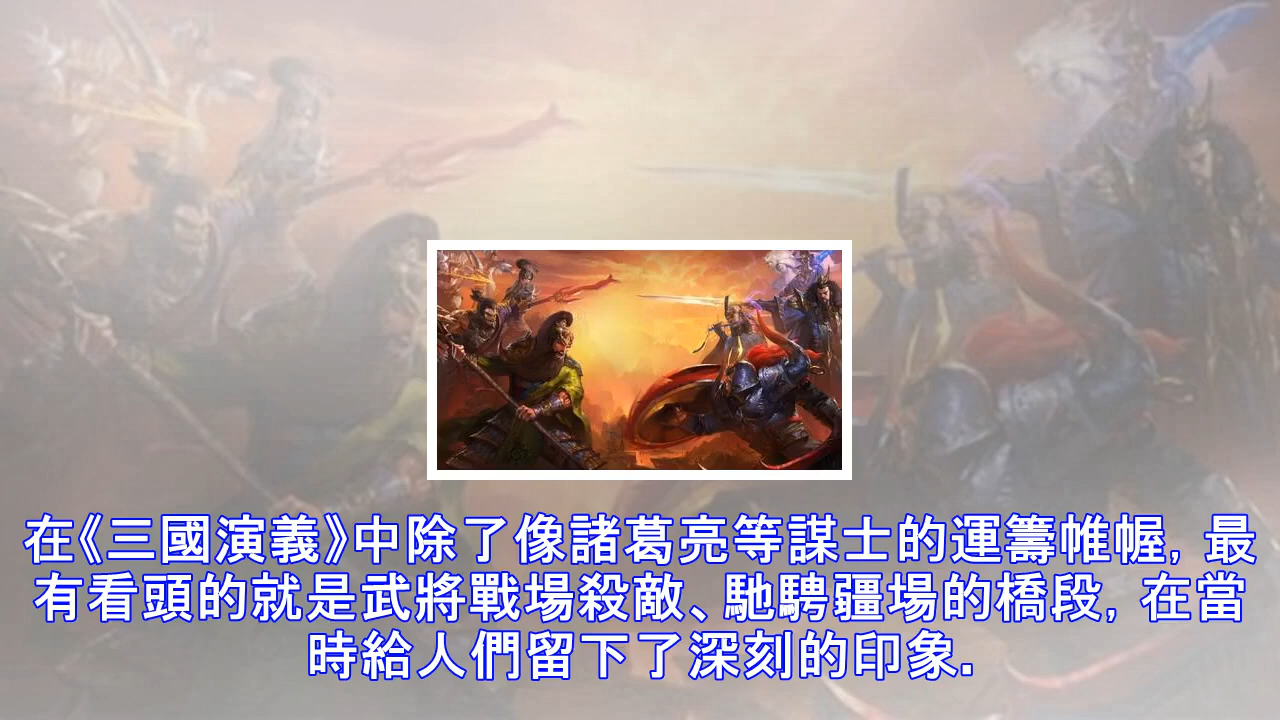 在《三國演義》中除了像諸葛亮等謀士的運籌帷幄, 最
有看頭的就是武將戰場殺敵、馳騁疆場的橋段, 在當
時給人們留下了深刻的印象.